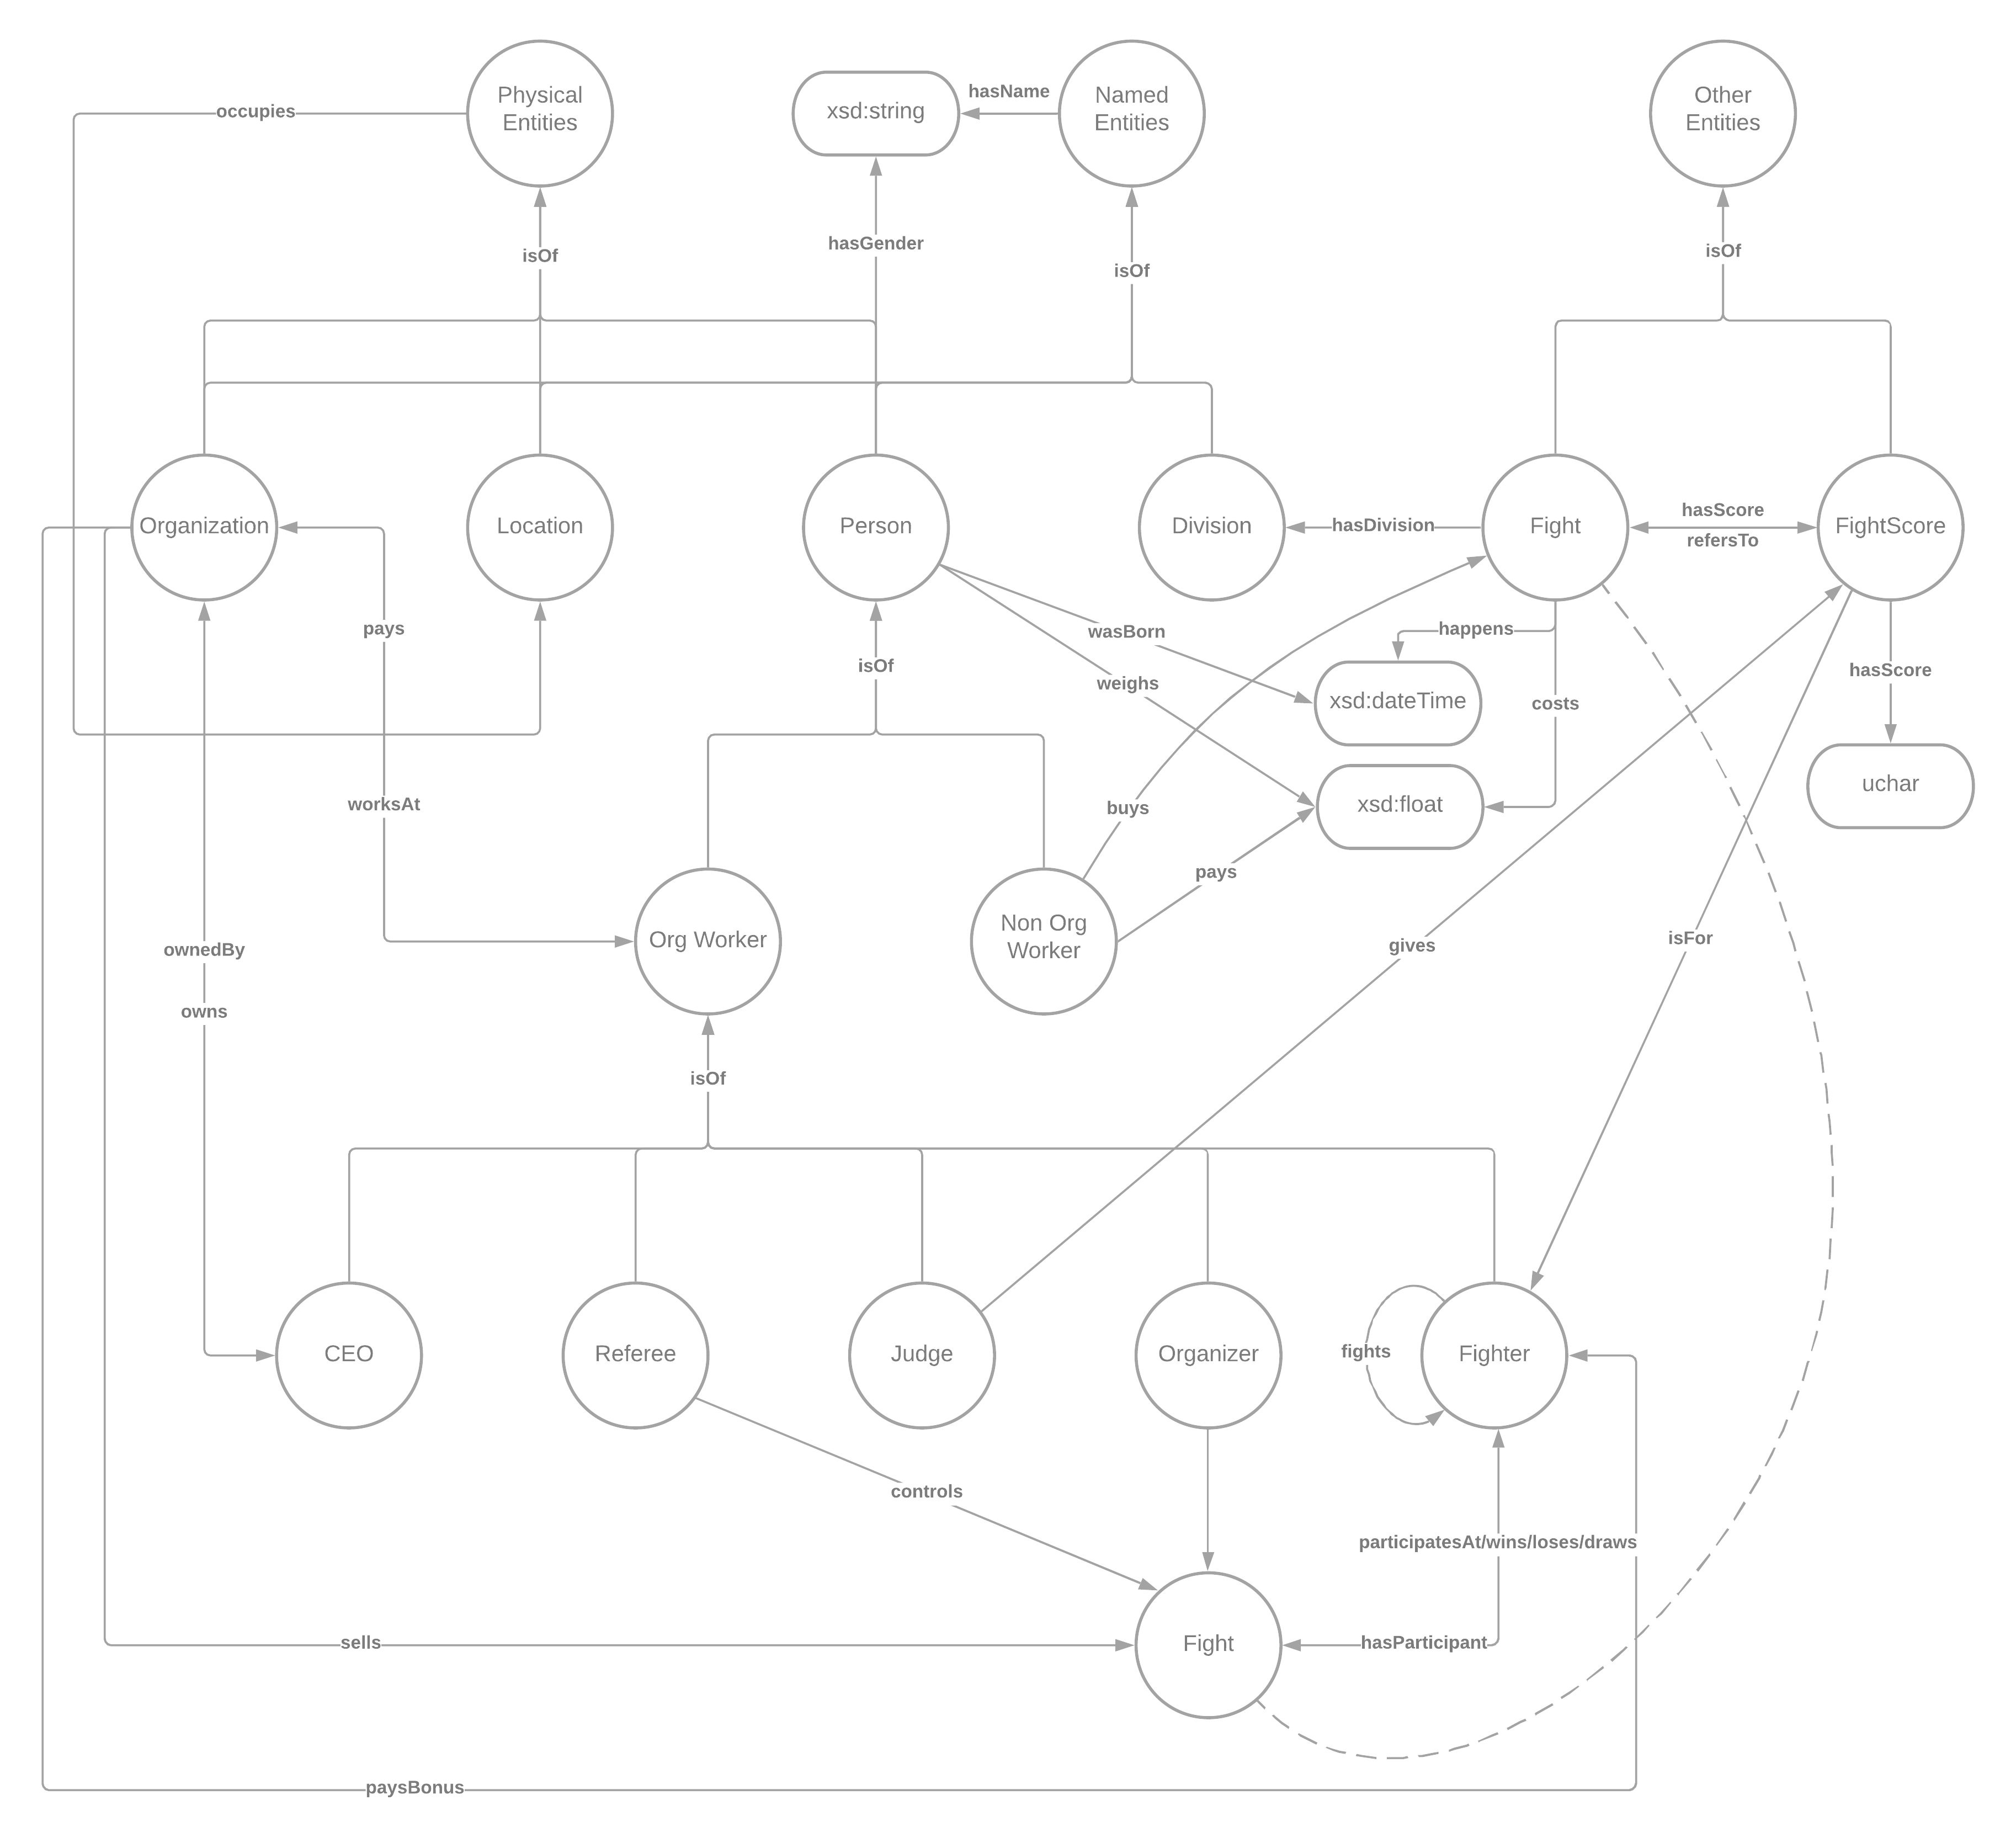 Physical
Entities
xsd:string
hasName
Named
Entities
Other
Entities
occupies
isOf
hasGender
isOf
isOf
Organization
Location
Person
Division
hasDivision
Fight
hasScore
refersTo
FightScore
pays
wasBorn
happens
isOf
weighs
hasScore
xsd:dateTime
costs
uchar
worksAt
buys
xsd:float
pays
Org Worker
Non Org
Worker
ownedBy
gives
isFor
owns
isOf
CEO
Referee
Judge
Organizer
fights
Fighter
controls
participatesAt/wins/loses/draws
sells
Fight
hasParticipant
paysBonus